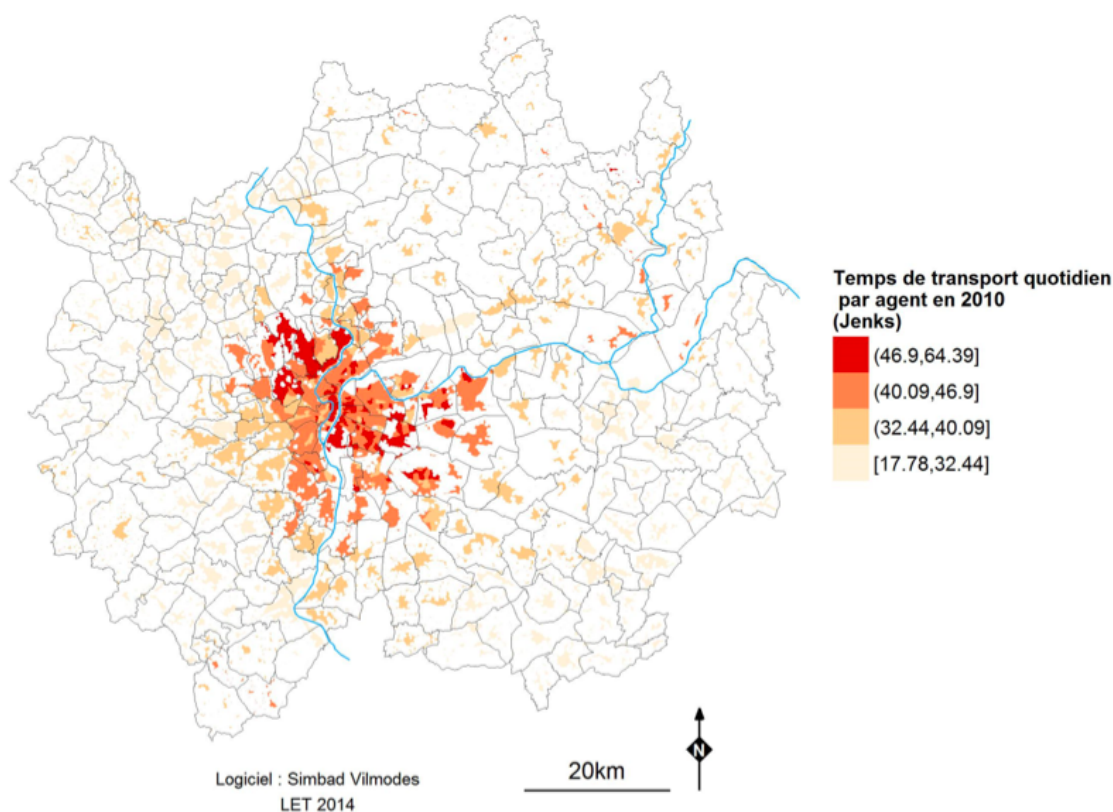 Temps de transport quotidien
par agent en 2010
(Jenks)
(46.9,64.39]
(40.09,46.9]
(32.44,40.09]
[17.78,32.44]
Logiciel : Simbad Vilmodes
LET 2014
20km
N